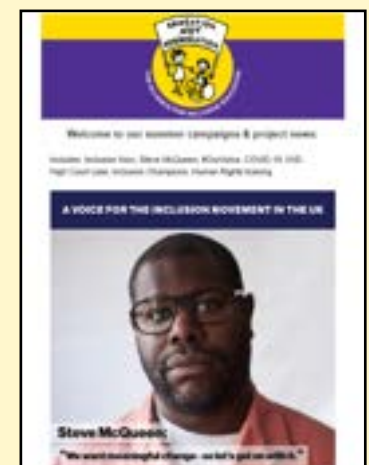 Welcome to our summer campaigns & project news
Includes: Inclusion Now, Steve McQueen, COVID-19,
High Court case, Inclusion Champions, Human Rights training
A VOICE FOR THE INCLUSION MOVEMENT IN THE UK
Steve McQueen:
"We want meaningful change - so let's get on with it."